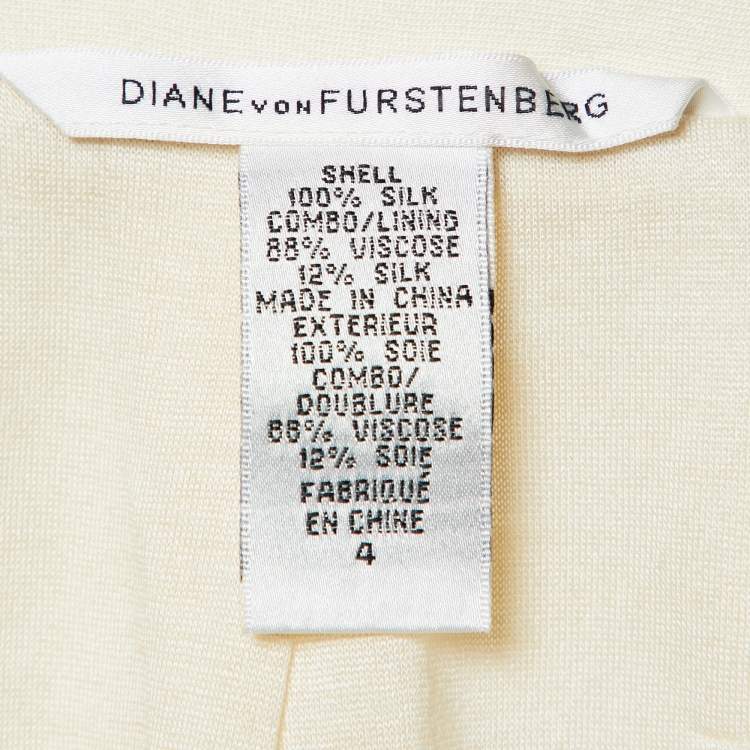 DIANE VON FURSTENBERG
SHELL
100% SILK
COMBO/LINING
88% VISCOSE
12% SILK
MADE IN CHINA
EXTERIEUR
100% SOIE
COMBO/
DOUBLURE
88% VISCOSE
12% SOIE
FABRIQUÉ
EN CHINE
4